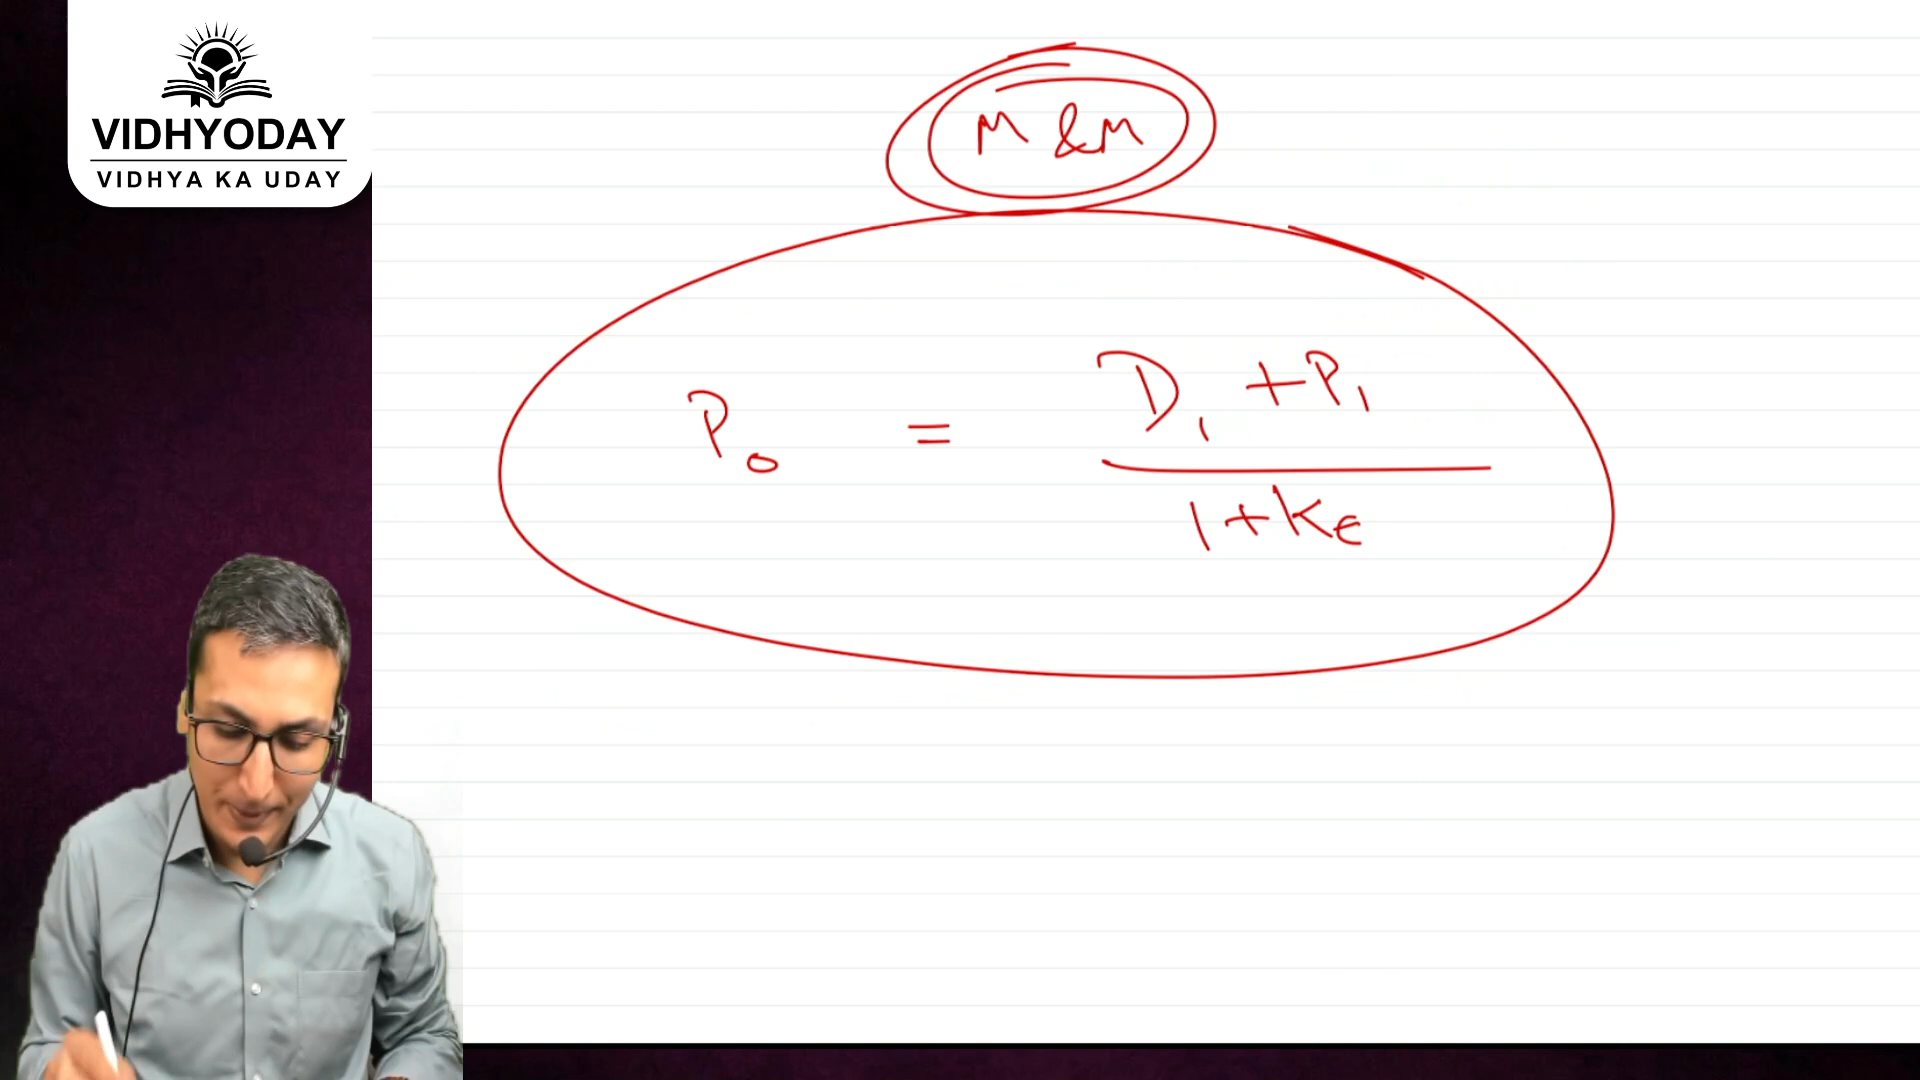 VIDHYODAY
VIDHYA KA UDAY
M & M
P₀ = (D₁ + P₁) / (1 + Kₑ)